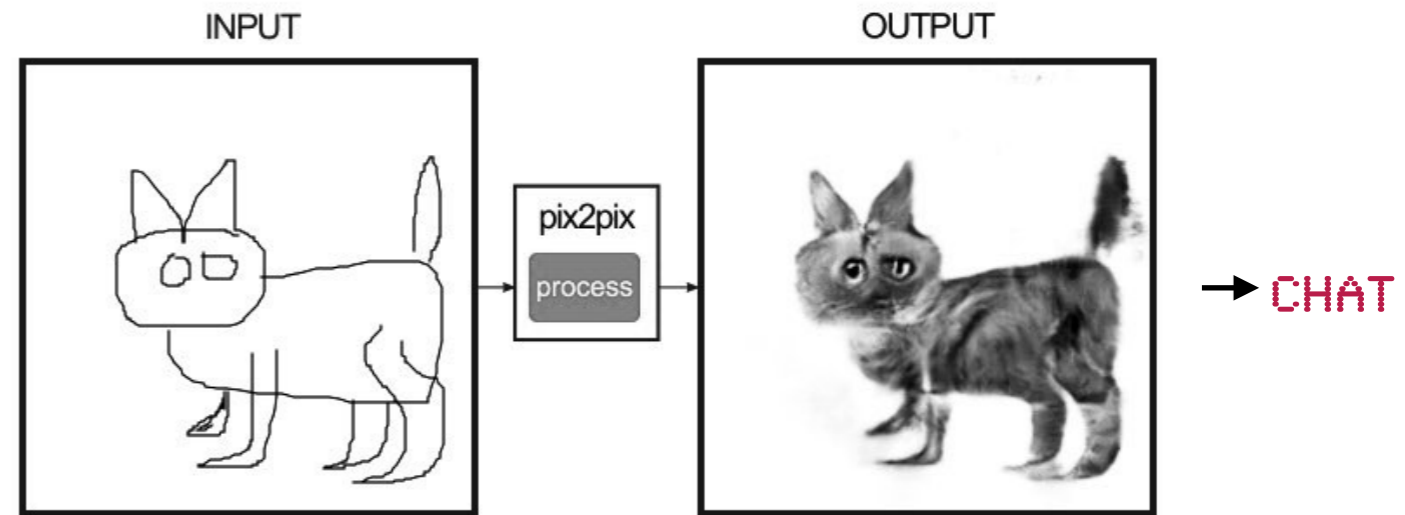 INPUT
OUTPUT
pix2pix
process
CHAT